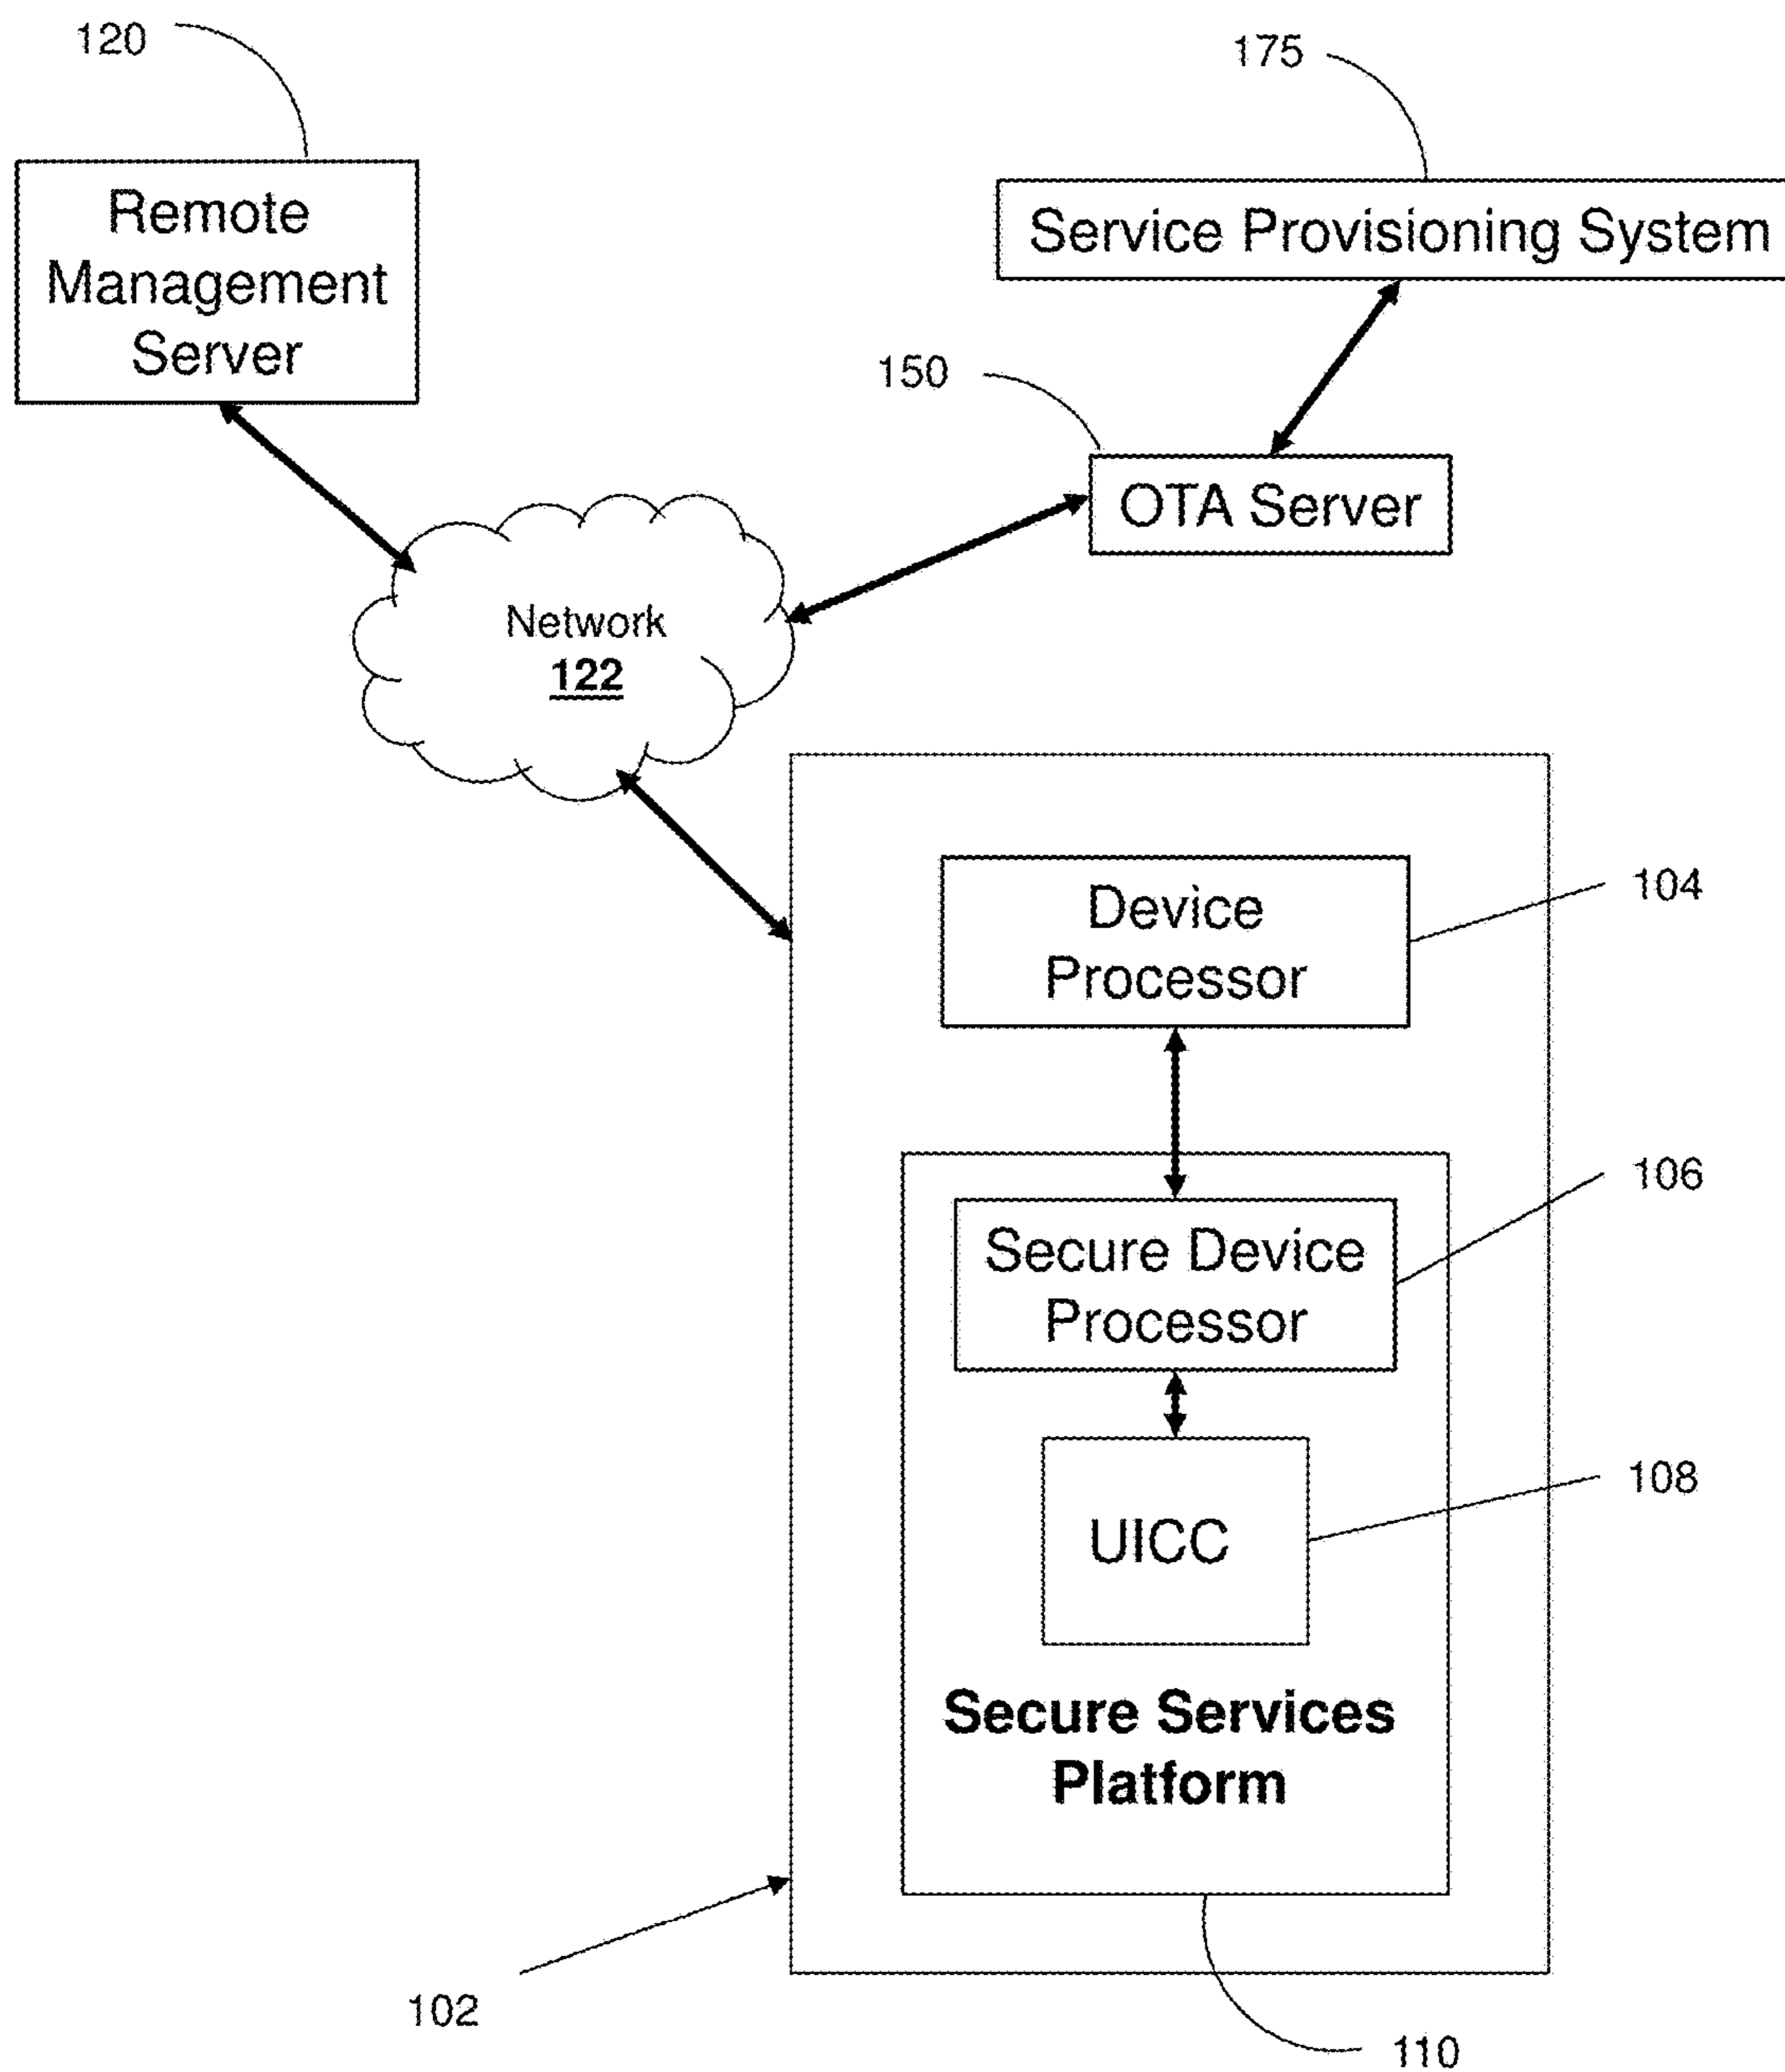 120
175
Remote
Management
Server
Service Provisioning System
150
OTA Server
Network
122
Device
Processor
104
106
Secure Device
Processor
108
UICC
Secure Services
Platform
102
110